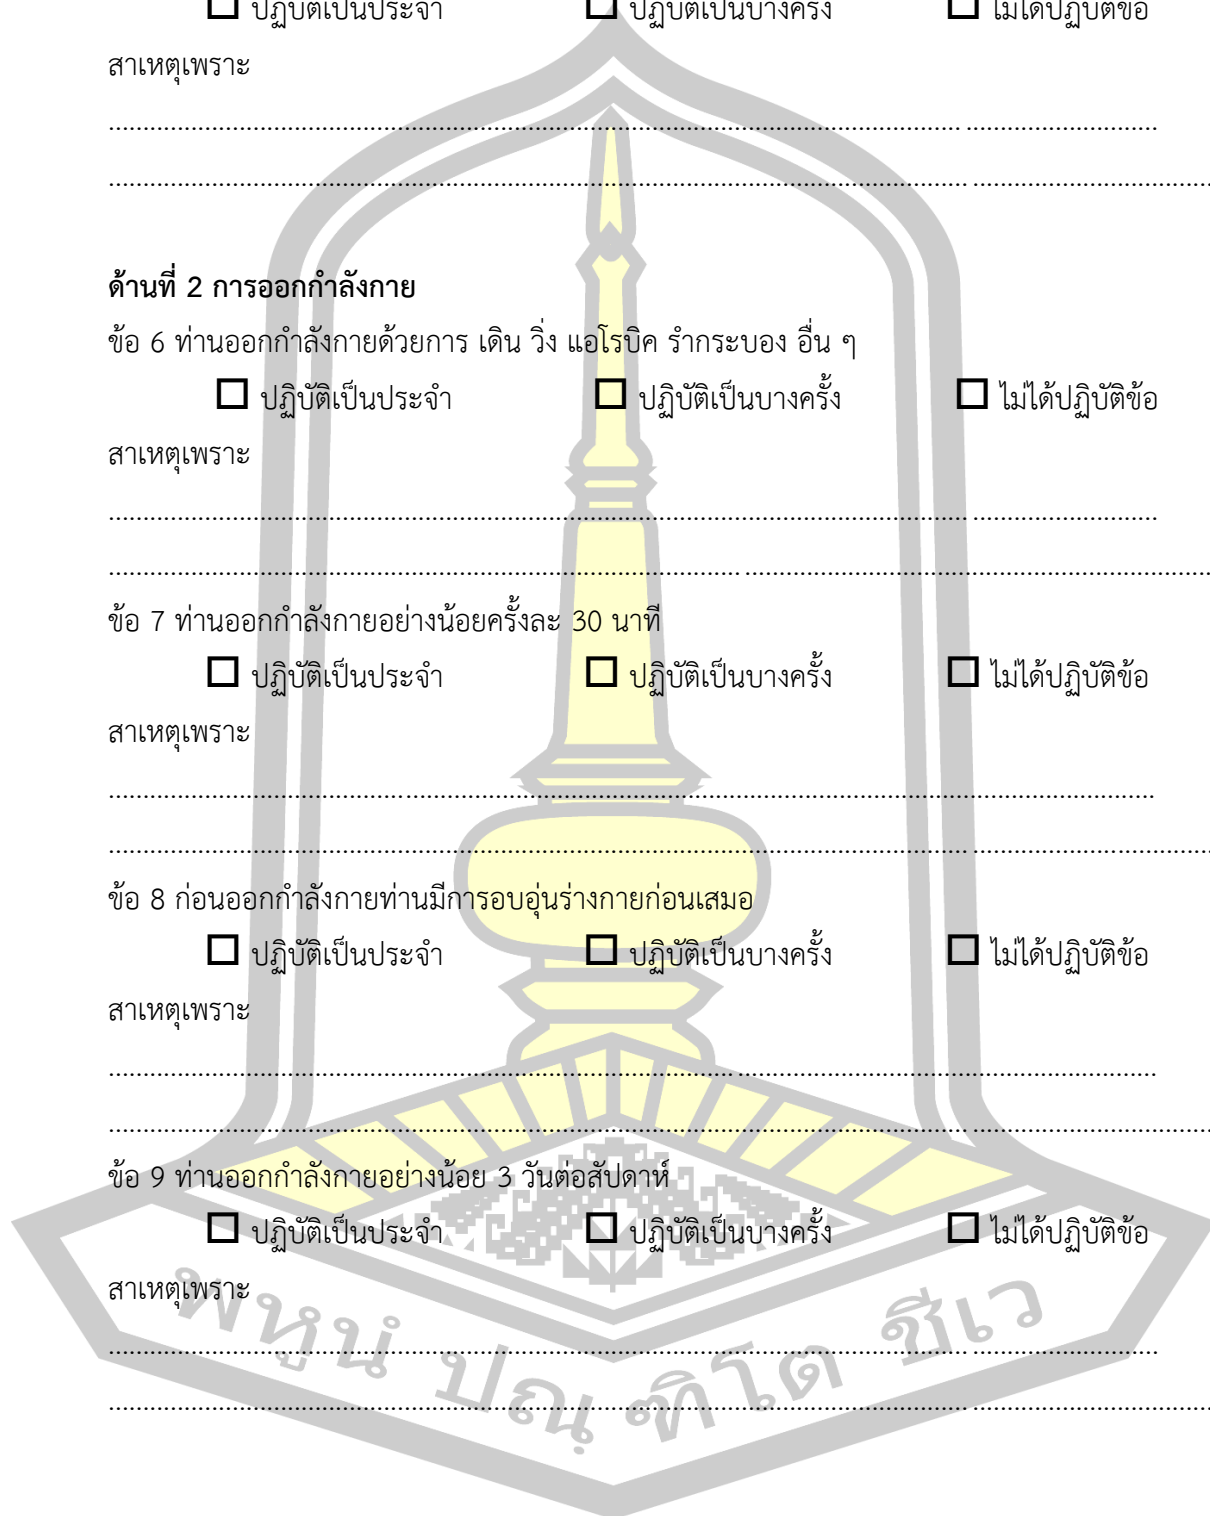 ☐ ปฏิบัติเป็นประจำ ☐ ปฏิบัติเป็นบางครั้ง ☐ ไม่ได้ปฏิบัติข้อ
สาเหตุเพราะ
........................................................................................................................................................
........................................................................................................................................................
ด้านที่ 2 การออกกำลังกาย
ข้อ 6 ท่านออกกำลังกายด้วยการ เดิน วิ่ง แอโรบิค รำกระบอง อื่น ๆ
☐ ปฏิบัติเป็นประจำ ☐ ปฏิบัติเป็นบางครั้ง ☐ ไม่ได้ปฏิบัติข้อ
สาเหตุเพราะ
........................................................................................................................................................
........................................................................................................................................................
ข้อ 7 ท่านออกกำลังกายอย่างน้อยครั้งละ 30 นาที
☐ ปฏิบัติเป็นประจำ ☐ ปฏิบัติเป็นบางครั้ง ☐ ไม่ได้ปฏิบัติข้อ
สาเหตุเพราะ
........................................................................................................................................................
........................................................................................................................................................
ข้อ 8 ก่อนออกกำลังกายท่านมีการอบอุ่นร่างกายก่อนเสมอ
☐ ปฏิบัติเป็นประจำ ☐ ปฏิบัติเป็นบางครั้ง ☐ ไม่ได้ปฏิบัติข้อ
สาเหตุเพราะ
........................................................................................................................................................
........................................................................................................................................................
ข้อ 9 ท่านออกกำลังกายอย่างน้อย 3 วันต่อสัปดาห์
☐ ปฏิบัติเป็นประจำ ☐ ปฏิบัติเป็นบางครั้ง ☐ ไม่ได้ปฏิบัติข้อ
สาเหตุเพราะ
........................................................................................................................................................
........................................................................................................................................................
พหูนํ ปณฺฑิโต ชีเว